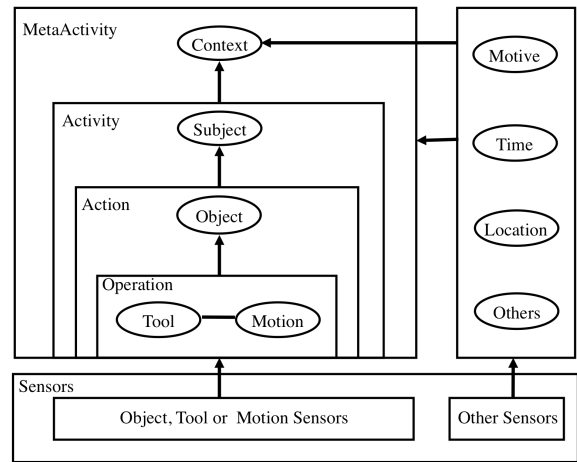 MetaActivity
Context
Motive
Activity
Subject
Time
Action
Object
Location
Operation
Tool
Motion
Others
Sensors
Object, Tool or Motion Sensors
Other Sensors